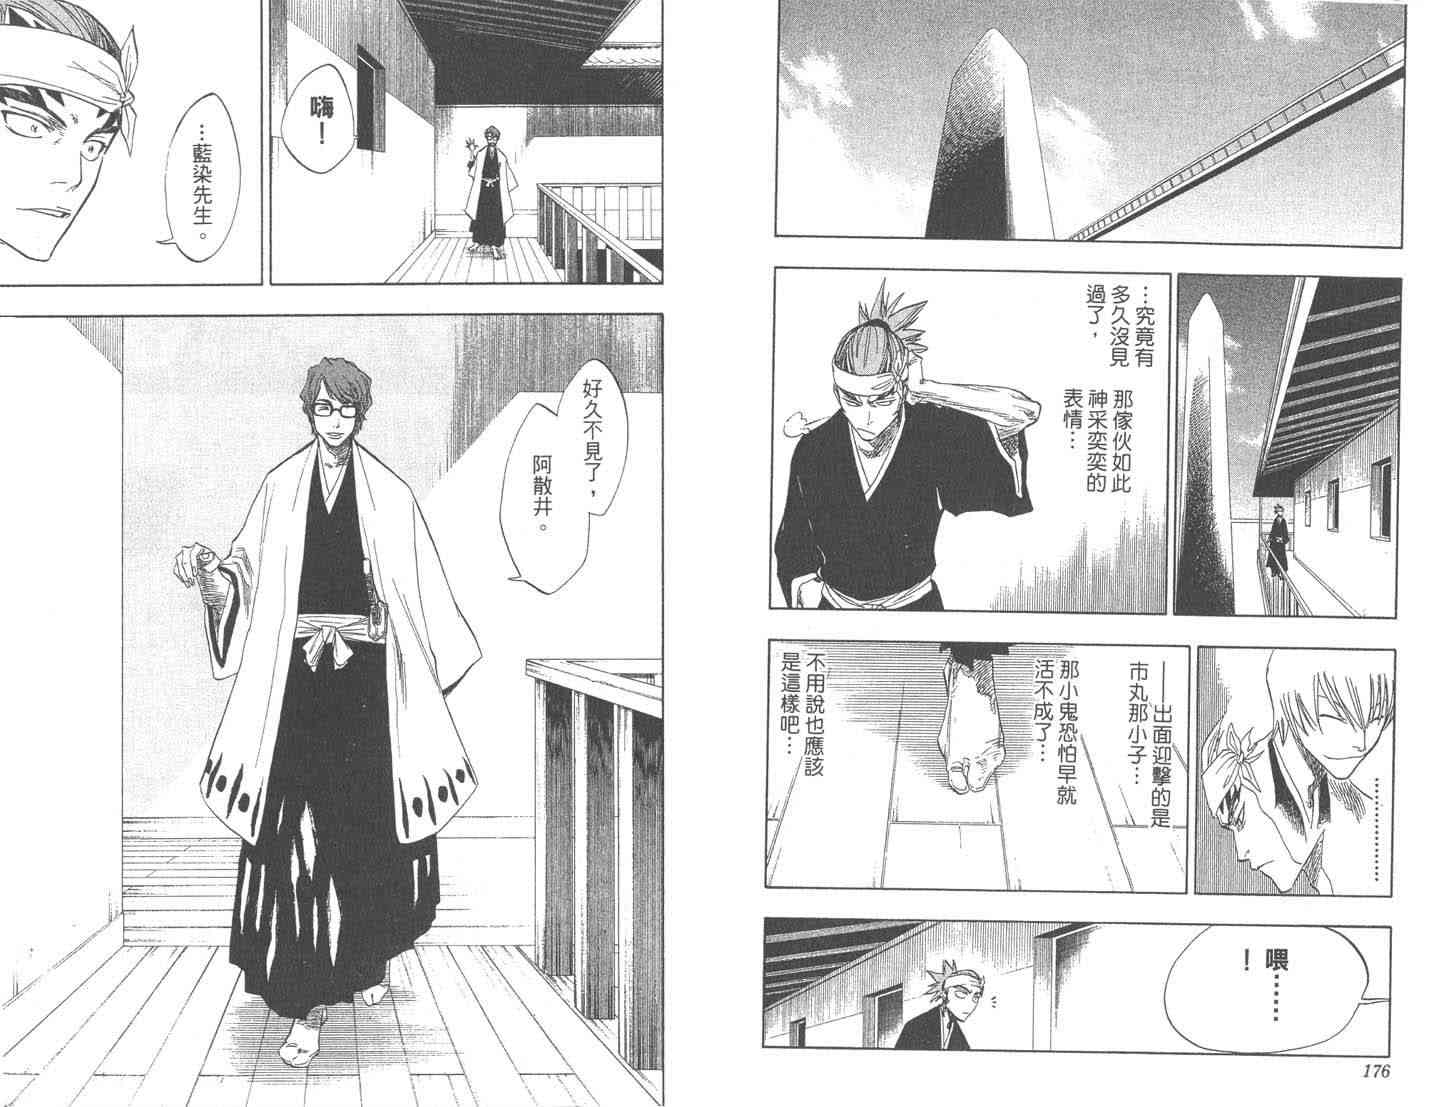 …究竟有
多久沒見
過了，
那傢伙如此
神采奕奕的
表情…
…………
——出面迎擊的是
市丸那小子…
那小鬼恐怕早就
活不成了…
不用說也應該
是這樣吧…
喂……
！
176
嗨！
…藍染先生。
好久不見了，
阿散井。